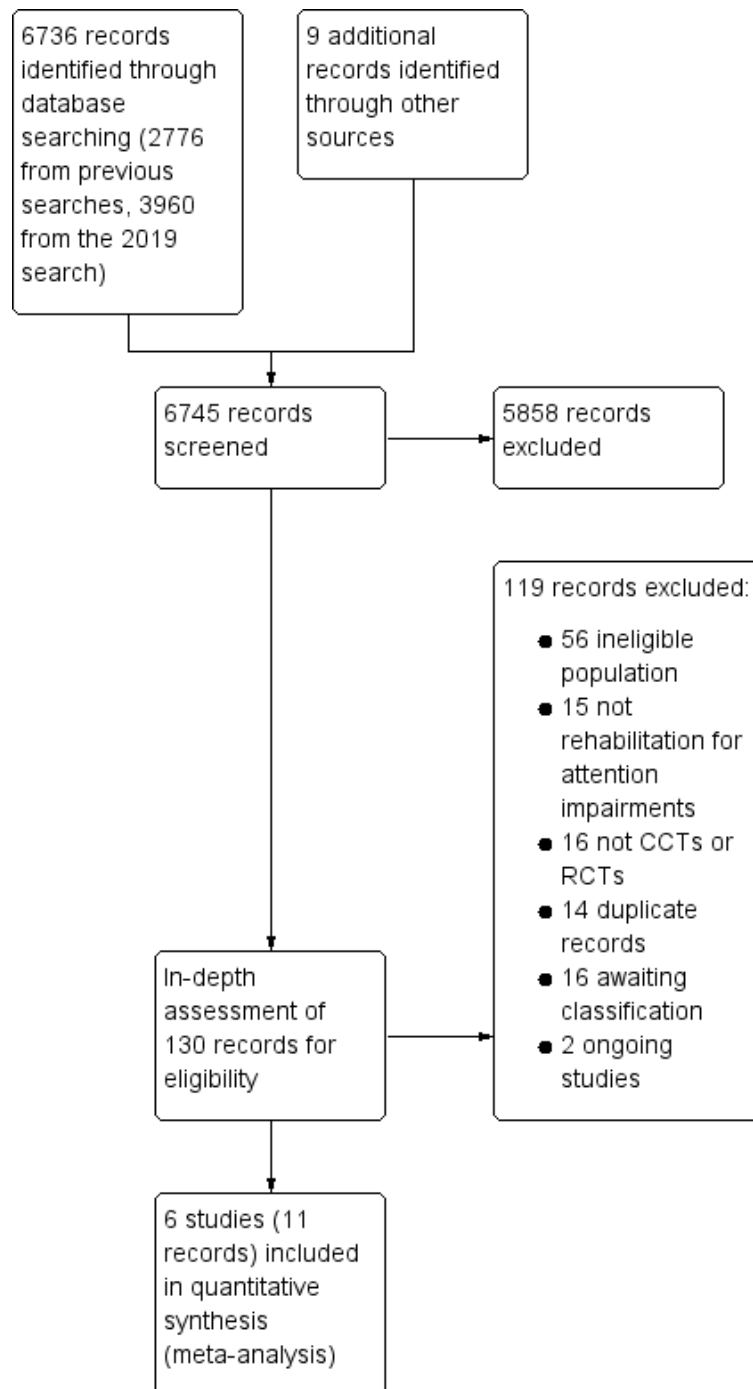 6736 records
identified through
database
searching (2776
from previous
searches, 3960
from the 2019
search)
9 additional
records identified
through other
sources
6745 records
screened
5858 records
excluded
119 records excluded:
● 56 ineligible
population
● 15 not
rehabilitation for
attention
impairments
● 16 not CCTs or
RCTs
● 14 duplicate
records
● 16 awaiting
classification
● 2 ongoing
studies
In-depth
assessment of
130 records for
eligibility
6 studies (11
records) included
in quantitative
synthesis
(meta-analysis)